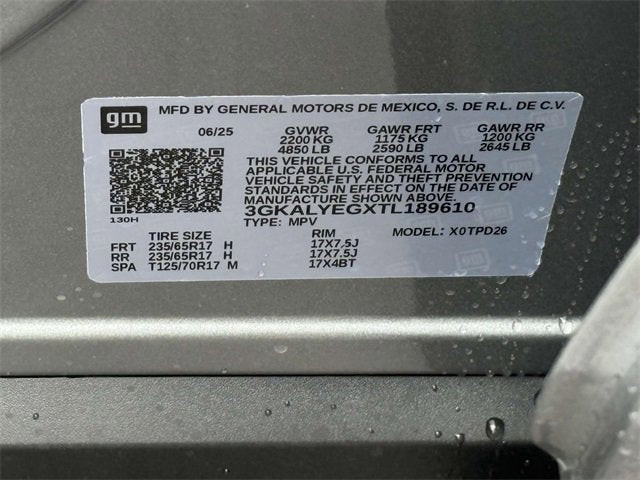 gm
MFD BY GENERAL MOTORS DE MEXICO, S. DE R.L. DE C.V.
06/25 GVWR GAWR FRT GAWR RR
2200 KG 1175 KG 1200 KG
4850 LB 2590 LB 2645 LB
THIS VEHICLE CONFORMS TO ALL
APPLICABLE U.S. FEDERAL MOTOR
VEHICLE SAFETY AND THEFT PREVENTION
STANDARDS IN EFFECT ON THE DATE OF
MANUFACTURE SHOWN ABOVE.
3GKALYEGXTL189610
130H TYPE: MPV MODEL: X0TPD26
TIRE SIZE RIM
FRT 235/65R17 H 17X7.5J
RR 235/65R17 H 17X7.5J
SPA T125/70R17 M 17X4BT